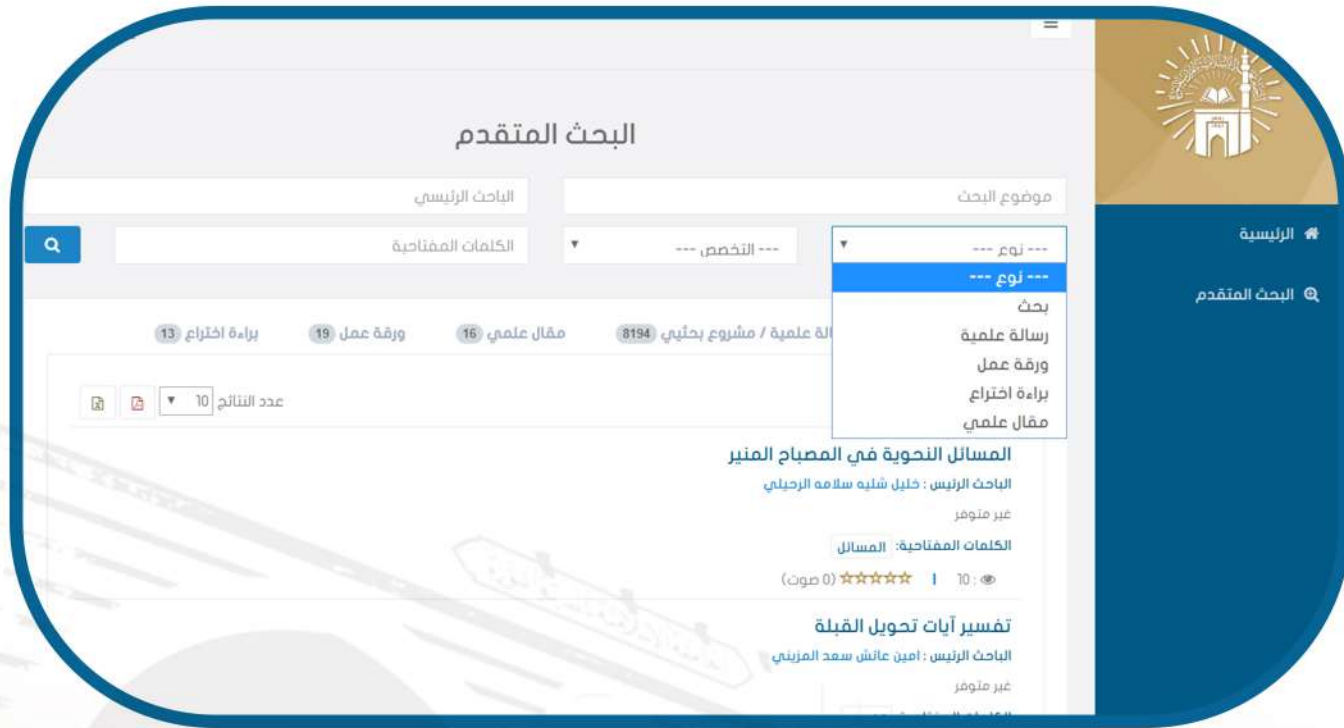 البحث المتقدم
موضوع البحث
الباحث الرئيسي
--- نوع ---
--- التخصص ---
الكلمات المفتاحية
--- نوع ---
بحث
رسالة علمية
ورقة عمل
براءة اختراع
مقال علمي
علمية / مشروع بحثي 8194 مقال علمي 16 ورقة عمل 19 براءة اختراع 13
عدد النتائج 10
المسائل النحوية في المصباح المنير
الباحث الرئيس : خليل شليه سلامه الرحيلي
غير متوفر
الكلمات المفتاحية: المسائل
10 : | (0 صوت)
تفسير آيات تحويل القبلة
الباحث الرئيس : امين عائش سعد المزيني
غير متوفر
الرئيسية
البحث المتقدم